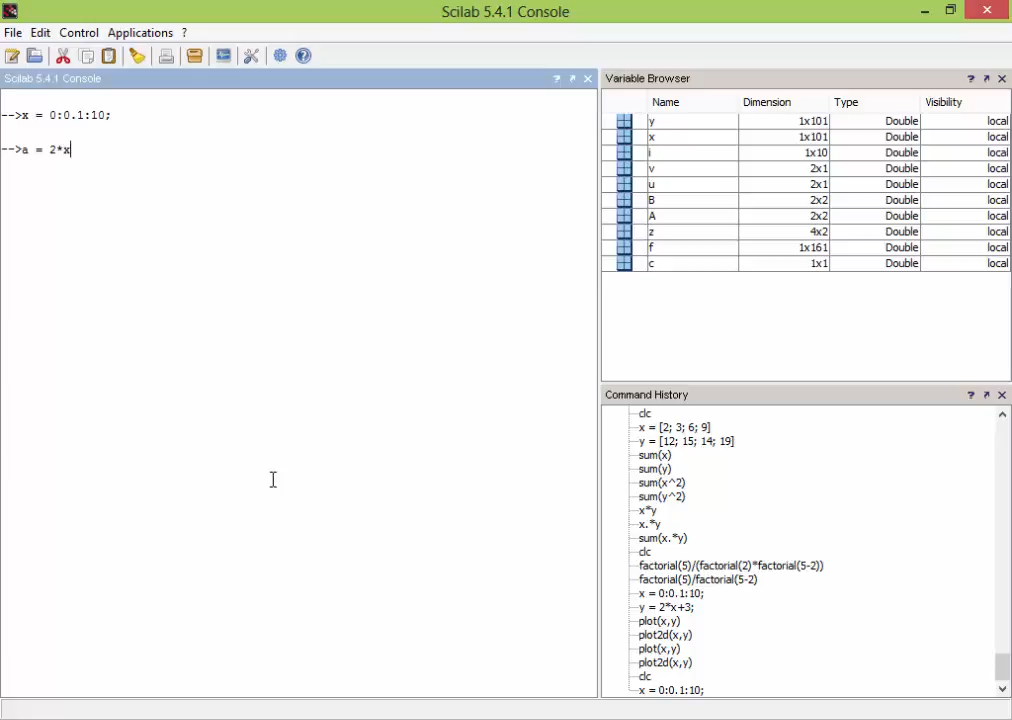 Scilab 5.4.1 Console
File Edit Control Applications ?
Scilab 5.4.1 Console ?
-->x = 0:0.1:10;
-->a = 2*x
Variable Browser ?
Name Dimension Type Visibility
y 1x101 Double local
x 1x101 Double local
i 1x10 Double local
v 2x1 Double local
u 2x1 Double local
B 2x2 Double local
A 2x2 Double local
z 4x2 Double local
f 1x161 Double local
c 1x1 Double local
Command History ?
clc
x = [2; 3; 6; 9]
y = [12; 15; 14; 19]
sum(x)
sum(y)
sum(x^2)
sum(y^2)
x*y
x.*y
sum(x.*y)
clc
factorial(5)/(factorial(2)*factorial(5-2))
factorial(5)/factorial(5-2)
x = 0:0.1:10;
y = 2*x+3;
plot(x,y)
plot2d(x,y)
plot(x,y)
plot2d(x,y)
clc
x = 0:0.1:10;